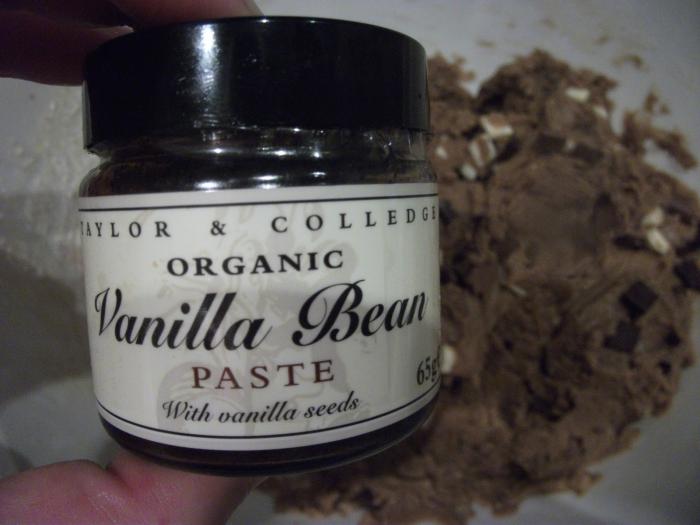 TAYLOR & COLLEDGE
ORGANIC
Vanilla Bean
PASTE
65g
With vanilla seeds